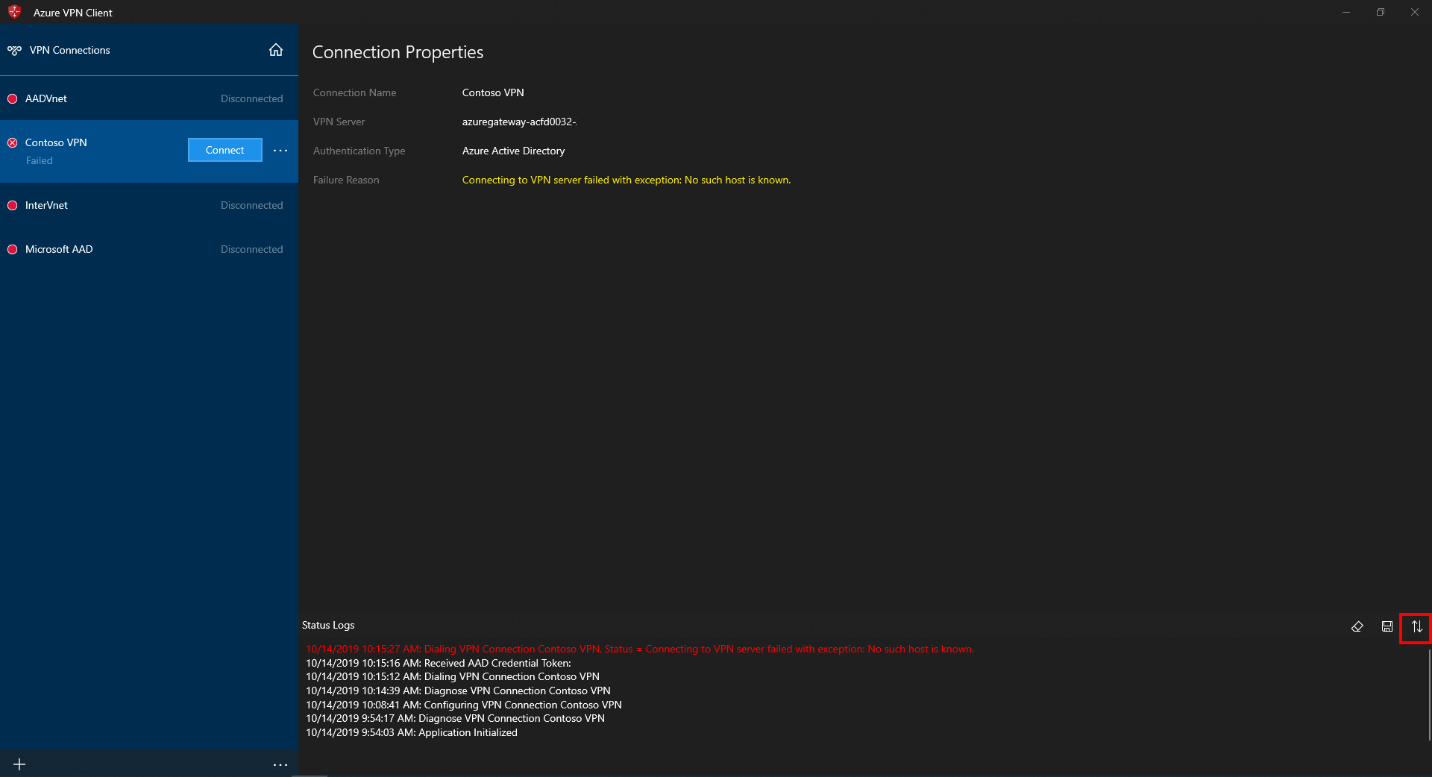 Azure VPN Client
VPN Connections
AADVnet Disconnected
Contoso VPN
Failed
Connect
InterVnet Disconnected
Microsoft AAD Disconnected
Connection Properties
Connection Name Contoso VPN
VPN Server azuregateway-acfd0032-.
Authentication Type Azure Active Directory
Failure Reason Connecting to VPN server failed with exception: No such host is known.
Status Logs
10/14/2019 10:15:27 AM: Dialing VPN Connection Contoso VPN, Status = Connecting to VPN server failed with exception: No such host is known.
10/14/2019 10:15:16 AM: Received AAD Credential Token:
10/14/2019 10:15:12 AM: Dialing VPN Connection Contoso VPN
10/14/2019 10:14:39 AM: Diagnose VPN Connection Contoso VPN
10/14/2019 10:08:41 AM: Configuring VPN Connection Contoso VPN
10/14/2019 9:54:17 AM: Diagnose VPN Connection Contoso VPN
10/14/2019 9:54:03 AM: Application Initialized